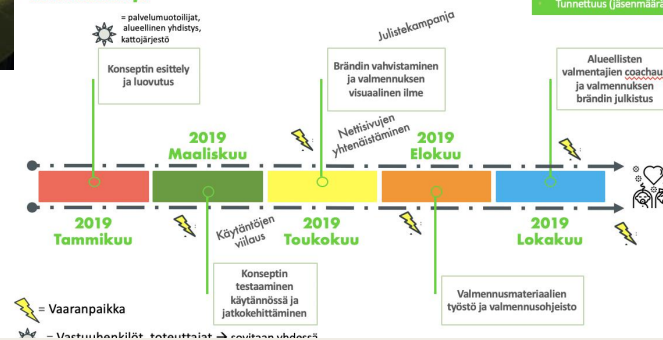 Tunnettuus (jäsenmäärä
= palvelumuotoilijat,
alueellinen yhdistys,
kattojärjestö
Julistekampanja
Konseptin esittely
ja luovutus
Brändin vahvistaminen
ja valmennuksen
visuaalinen ilme
Alueellisten
valmentajien coachau
ja valmennuksen
brändin julkistus
2019
Maaliskuu
Nettisivujen
yhtenäistäminen
2019
Elokuu
2019
Tammikuu
Käytäntöjen
viilaus
2019
Toukokuu
2019
Lokakuu
Konseptin
testaaminen
käytännössä ja
jatkokehittäminen
Valmennusmateriaalien
työstö ja valmennusohjeisto
= Vaaranpaikka
= Vastuuhenkilöt, toteuttajat → sovitaan yhdessä